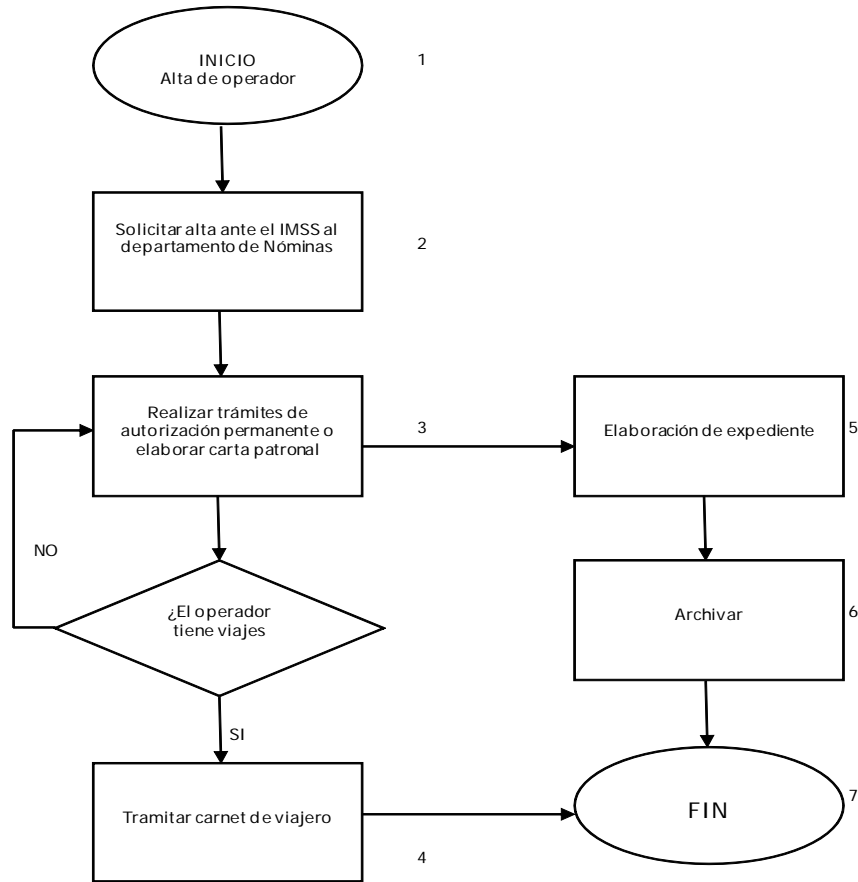 INICIO
Alta de operador
1
Solicitar alta ante el IMSS al
departamento de Nóminas
2
Realizar trámites de
autorización permanente o
elaborar carta patronal
3
Elaboración de expediente
5
NO
¿El operador
tiene viajes
Archivar
6
SI
Tramitar carnet de viajero
4
FIN
7